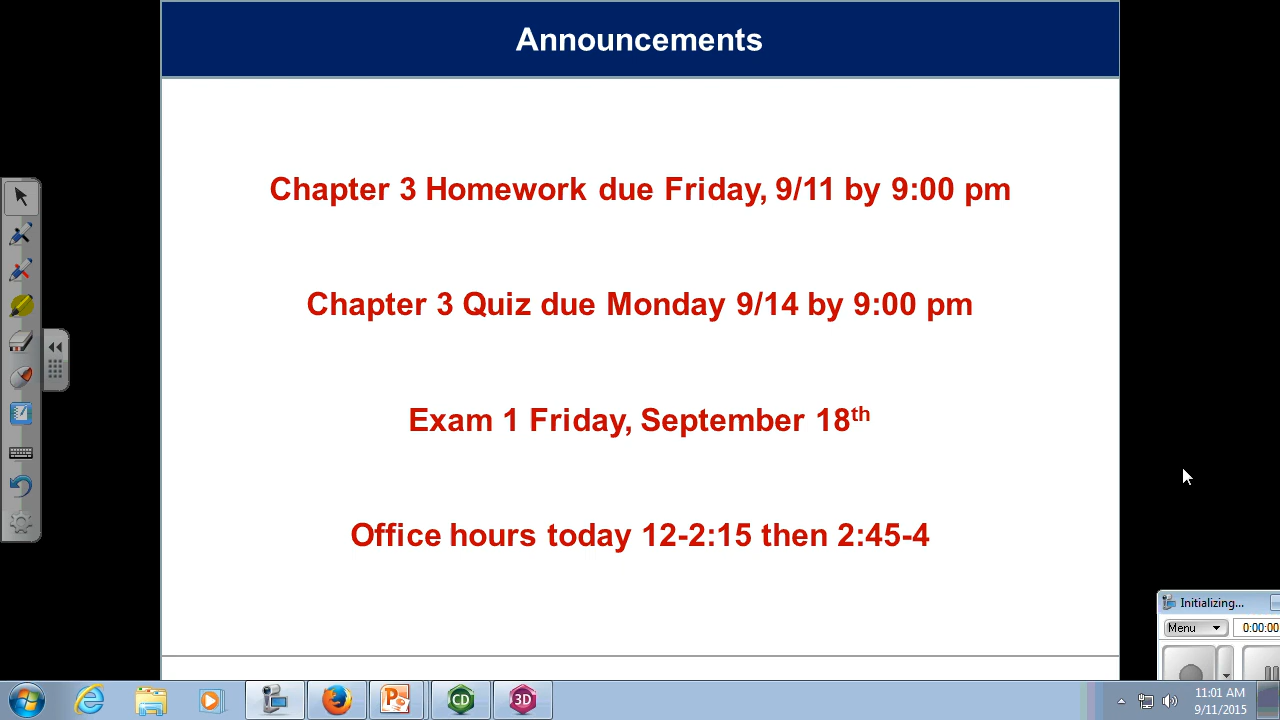 Announcements
Chapter 3 Homework due Friday, 9/11 by 9:00 pm
Chapter 3 Quiz due Monday 9/14 by 9:00 pm
Exam 1 Friday, September 18th
Office hours today 12-2:15 then 2:45-4
Initializing...
Menu
0:00:00
CD
3D
11:01 AM
9/11/2015